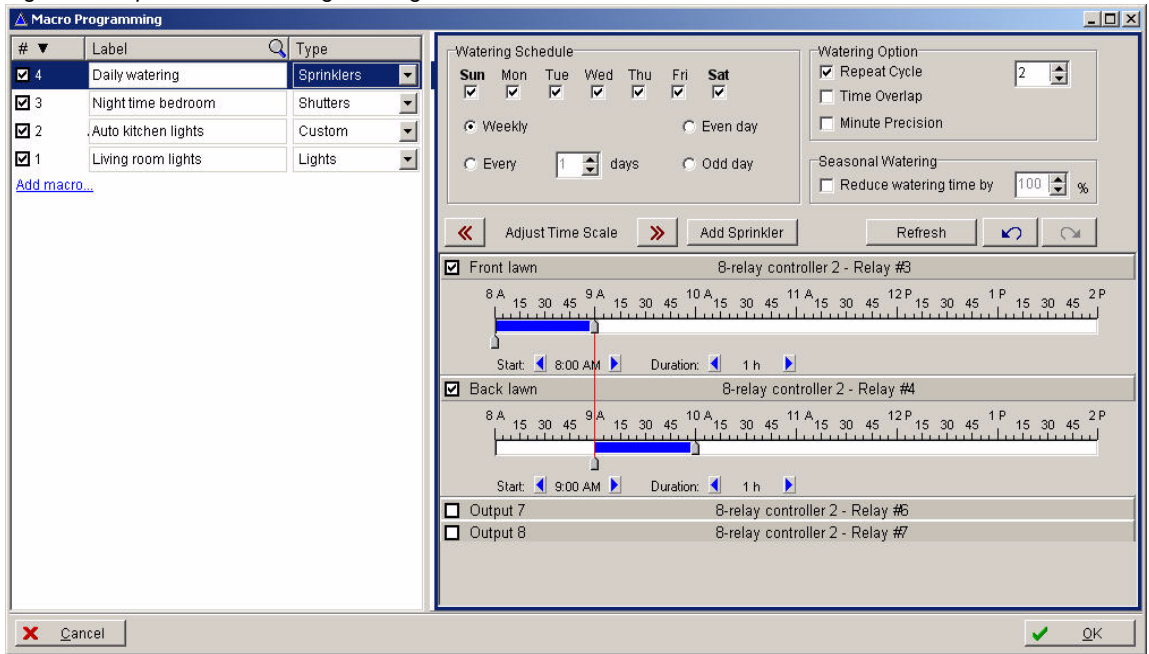 Macro Programming
# ▼ Label Type
4 Daily watering Sprinklers
3 Night time bedroom Shutters
2 Auto kitchen lights Custom
1 Living room lights Lights
Add macro...
Watering Schedule
Sun Mon Tue Wed Thu Fri Sat
Weekly Even day
Every 1 days Odd day
Watering Option
Repeat Cycle 2
Time Overlap
Minute Precision
Seasonal Watering
Reduce watering time by 100 %
Adjust Time Scale Add Sprinkler Refresh
Front lawn 8-relay controller 2 - Relay #3
8 A 15 30 45 9 A 15 30 45 10 A 15 30 45 11 A 15 30 45 12 P 15 30 45 1 P 15 30 45 2 P
Start: 8:00 AM Duration: 1 h
Back lawn 8-relay controller 2 - Relay #4
8 A 15 30 45 9 A 15 30 45 10 A 15 30 45 11 A 15 30 45 12 P 15 30 45 1 P 15 30 45 2 P
Start: 9:00 AM Duration: 1 h
Output 7 8-relay controller 2 - Relay #6
Output 8 8-relay controller 2 - Relay #7
Cancel OK